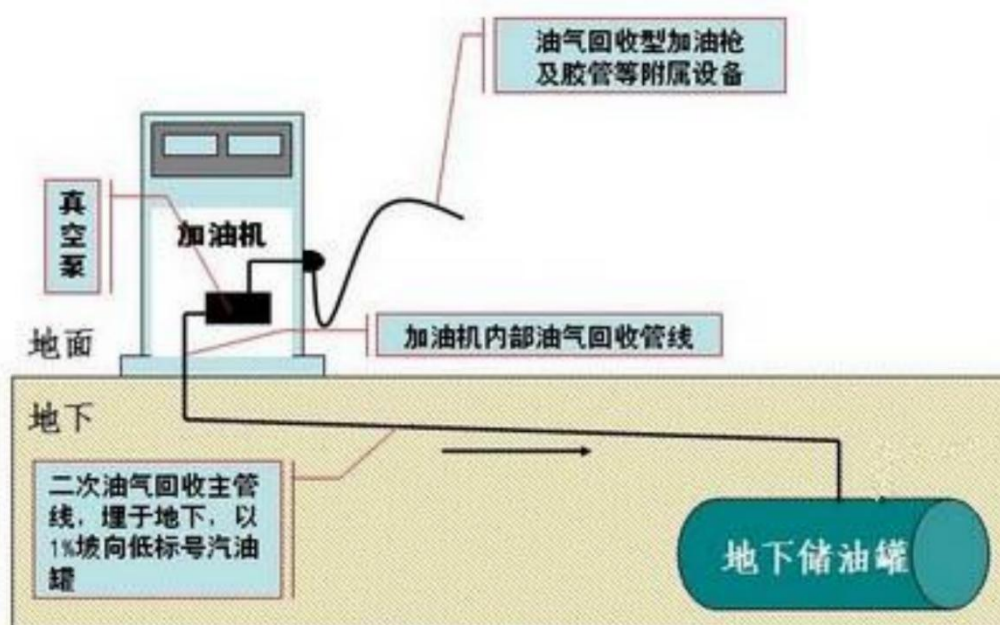 油气回收型加油枪
及胶管等附属设备
真
空
泵
加油机
加油机内部油气回收管线
地面
地下
二次油气回收主管
线，埋于地下，以
1%坡向低标号汽油
罐
地下储油罐